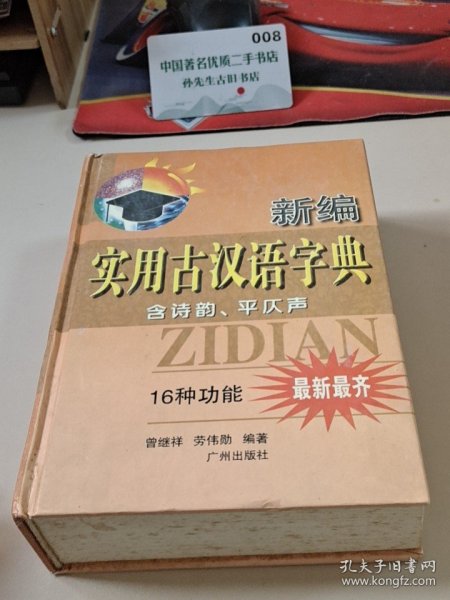 008
中国著名优质二手书店
孙先生古旧书店
新编
实用古汉语字典
含诗韵、平仄声
ZIDIAN
16种功能
最新最齐
曾继祥 劳伟勋 编著
广州出版社
孔夫子旧书网
www.kongfz.com